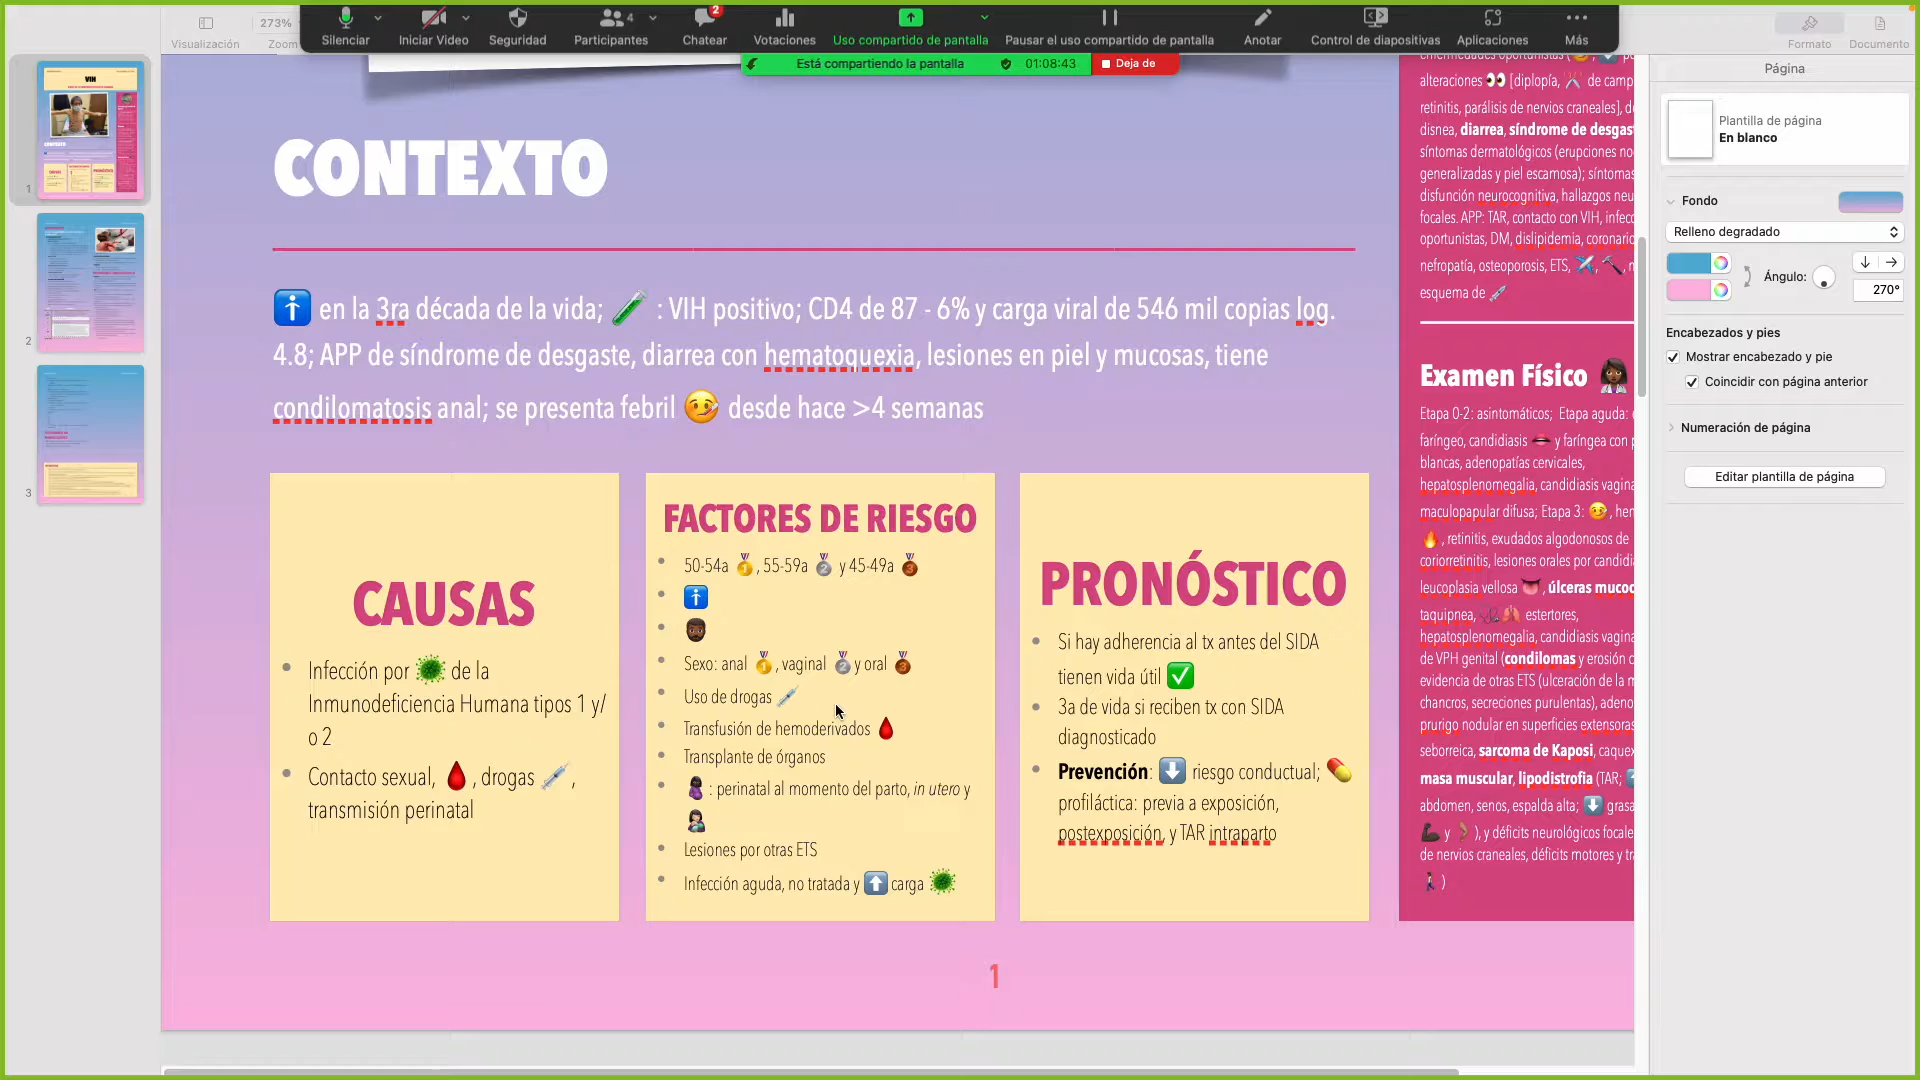 Visualización
273%
Zoom
Silenciar
Iniciar Video
Seguridad
4
Participantes
2
Chatear
Votaciones
Uso compartido de pantalla
Pausar el uso compartido de pantalla
Anotar
Control de diapositivas
Aplicaciones
Más
Formato
Documento
Está compartiendo la pantalla
01:08:43
Deja de
VIH
1
2
3
CONTEXTO
en la 3ra década de la vida; : VIH positivo; CD4 de 87 - 6% y carga viral de 546 mil copias log.
4.8; APP de síndrome de desgaste, diarrea con hematoquexia, lesiones en piel y mucosas, tiene
condilomatosis anal; se presenta febril 🤒 desde hace >4 semanas
CAUSAS
• Infección por 🦠 de la
Inmunodeficiencia Humana tipos 1 y/
o 2
• Contacto sexual, 🩸, drogas 💉,
transmisión perinatal
FACTORES DE RIESGO
• 50-54a 🥇, 55-59a 🥈 y 45-49a 🥉
• Sexo: anal 🥇, vaginal 🥈 y oral 🥉
• Uso de drogas 💉
• Transfusión de hemoderivados 🩸
• Transplante de órganos
• : perinatal al momento del parto, in utero y
• Lesiones por otras ETS
• Infección aguda, no tratada y ⬆️ carga 🦠
PRONÓSTICO
• Si hay adherencia al tx antes del SIDA
tienen vida útil ✅
• 3a de vida si reciben tx con SIDA
diagnosticado
• Prevención: ⬇️ riesgo conductual; 💊
profiláctica: previa a exposición,
postexposición, y TAR intraparto
1
alteraciones 👀 [diplopía, ✂️ de camp
retinitis, parálisis de nervios craneales], d
disnea, diarrea, síndrome de desgast
síntomas dermatológicos (erupciones no
generalizadas y piel escamosa); síntomas
disfunción neurocognitiva, hallazgos neu
focales. APP: TAR, contacto con VIH, infecc
oportunistas, DM, dislipidemia, coronario
nefropatía, osteoporosis, ETS, ✈️, 🔨, n
esquema de 💉
Examen Físico
Etapa 0-2: asintomáticos; Etapa aguda:
faríngeo, candidiasis 👄 y faríngea con p
blancas, adenopatías cervicales,
hepatosplenomegalia, candidiasis vagina
maculopapular difusa; Etapa 3: 🤒, hem
🔥, retinitis, exudados algodonosos de
coriorretinitis, lesiones orales por candidia
leucoplasia vellosa 👅, úlceras mucoc
taquipnea, 🩺🫁 estertores,
hepatosplenomegalia, candidiasis vagina
de VPH genital (condilomas y erosión c
evidencia de otras ETS (ulceración de la m
chancros, secreciones purulentas), adeno
prurigo nodular en superficies extensoras
seborreica, sarcoma de Kaposi, caquex
masa muscular, lipodistrofia (TAR;
abdomen, senos, espalda alta; ⬇️ grasa
y ), y déficits neurológicos focale
de nervios craneales, déficits motores y tr
)
Página
Plantilla de página
En blanco
Fondo
Relleno degradado
Ángulo:
270°
Encabezados y pies
Mostrar encabezado y pie
Coincidir con página anterior
Numeración de página
Editar plantilla de página